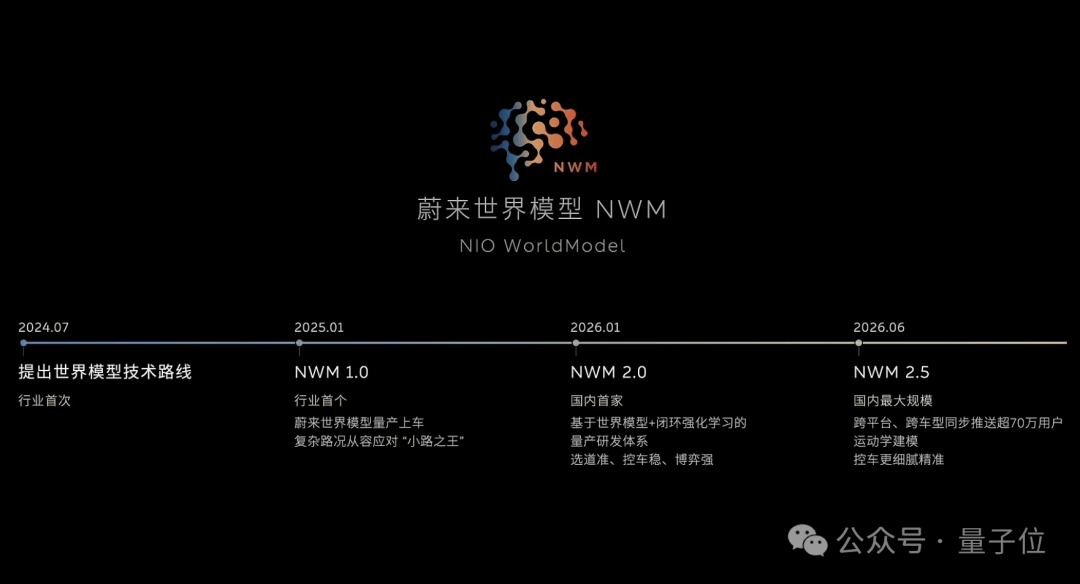 NWM
蔚来世界模型 NWM
NIO WorldModel
2024.07
提出世界模型技术路线
行业首次
2025.01
NWM 1.0
行业首个
蔚来世界模型量产上车
复杂路况从容应对 “小路之王”
2026.01
NWM 2.0
国内首家
基于世界模型+闭环强化学习的
量产研发体系
选道准、控车稳、博弈强
2026.06
NWM 2.5
国内最大规模
跨平台、跨车型同步推送超70万用户
运动学建模
控车更细腻精准
公众号 · 量子位